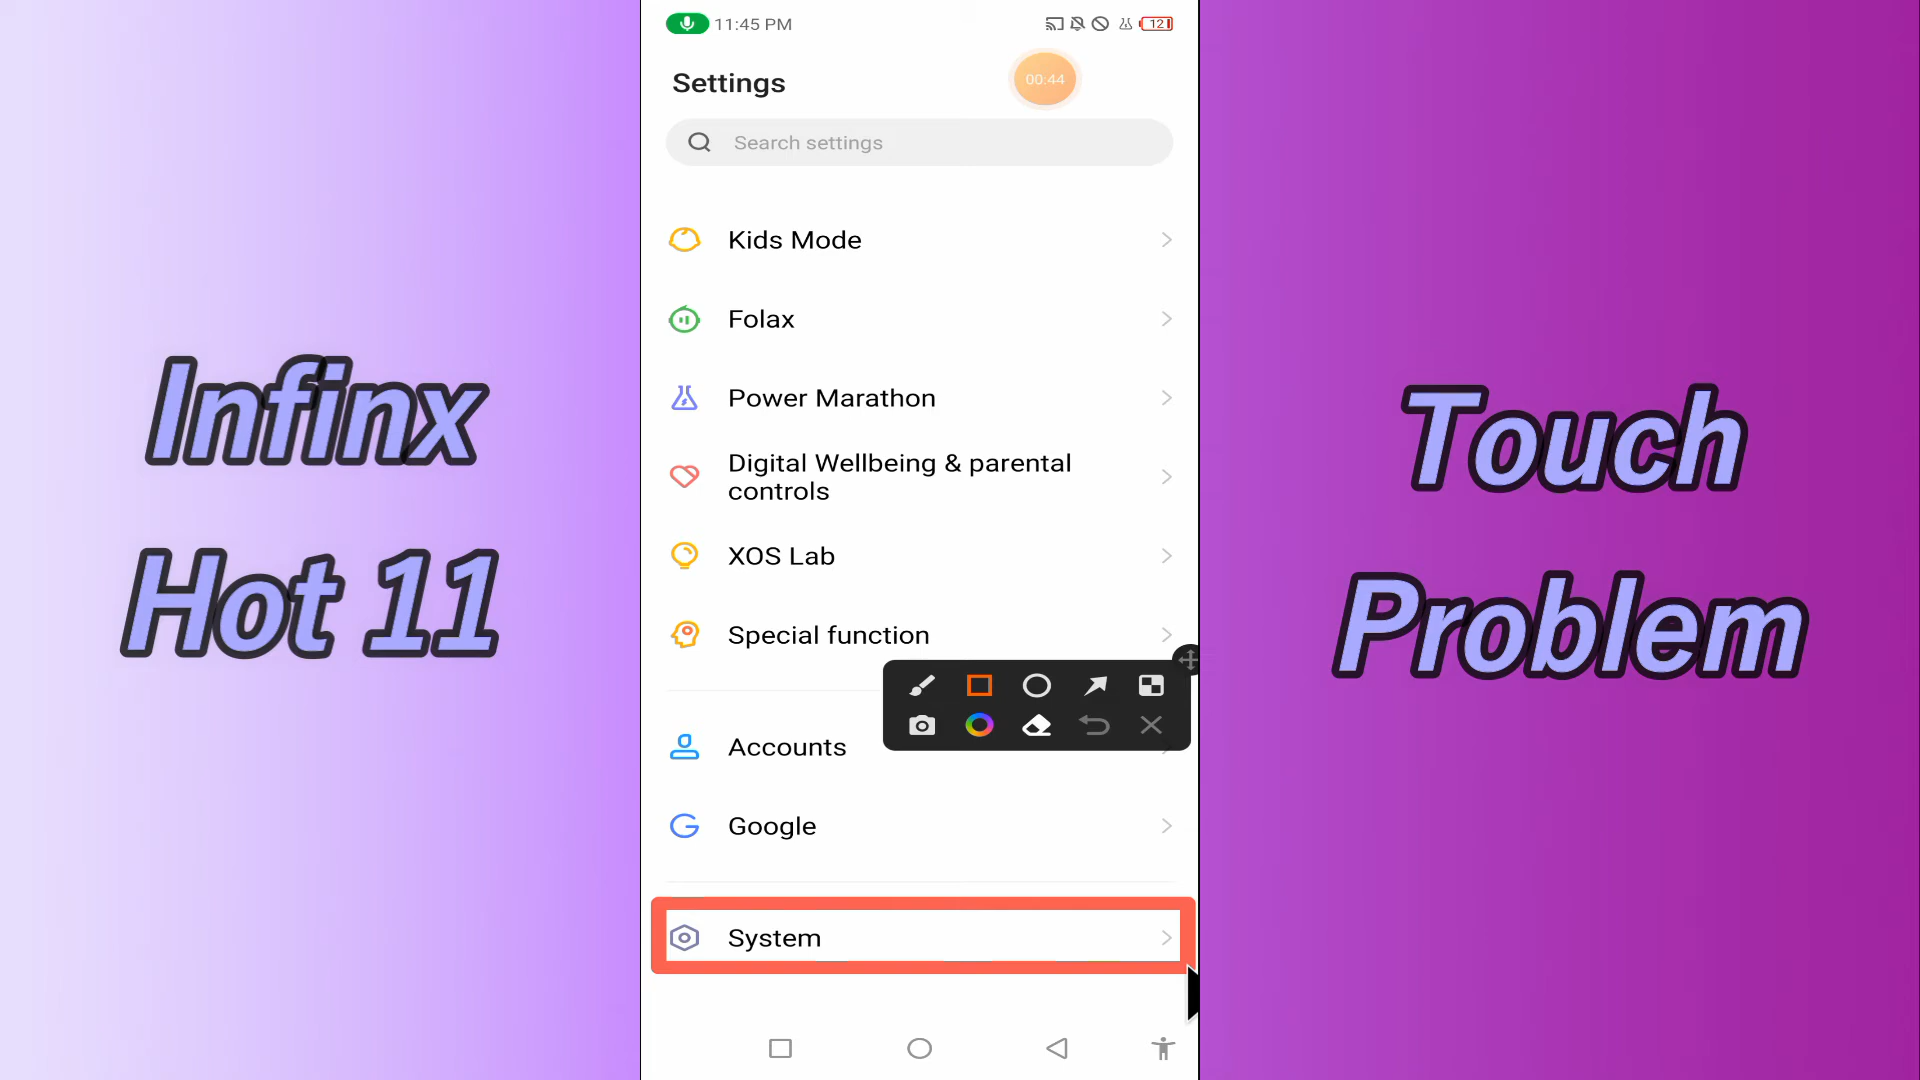 Infinx
Hot 11
11:45 PM
12
Settings
00:44
Search settings
Kids Mode
Folax
Power Marathon
Digital Wellbeing & parental
controls
XOS Lab
Special function
Accounts
Google
System
Touch
Problem